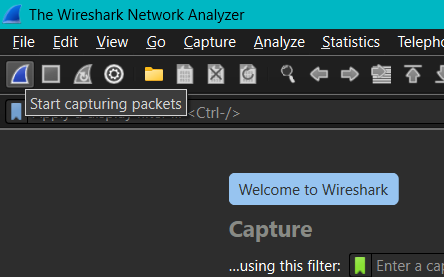 The Wireshark Network Analyzer
File Edit View Go Capture Analyze Statistics Telepho
Start capturing packets
<Ctrl-/>
Welcome to Wireshark
Capture
...using this filter: Enter a cap